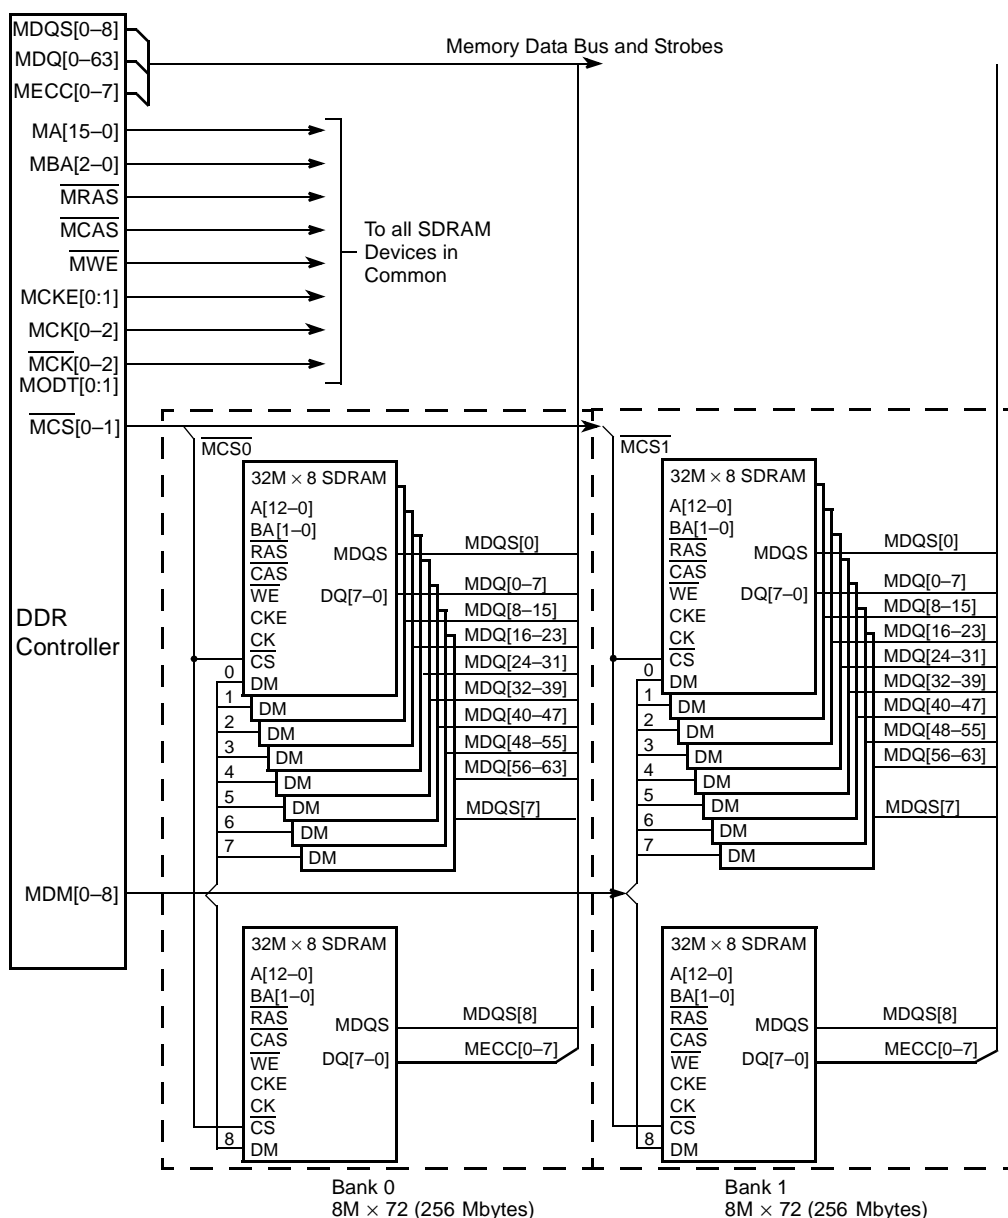 MDQS[0–8]
MDQ[0–63]
MECC[0–7]
Memory Data Bus and Strobes
MA[15–0]
MBA[2–0]
MRAS
MCAS
MWE
MCKE[0:1]
MCK[0–2]
MCK[0–2]
MODT[0:1]
To all SDRAM
Devices in
Common
MCS[0–1]
DDR
Controller
MDM[0–8]
MCS0
32M × 8 SDRAM
A[12–0]
BA[1–0]
RAS
CAS
WE
CKE
CK
CS
DM
MDQS
DQ[7–0]
0
1
2
3
4
5
6
7
DM
DM
DM
DM
DM
DM
DM
MDQS[0]
MDQ[0–7]
MDQ[8–15]
MDQ[16–23]
MDQ[24–31]
MDQ[32–39]
MDQ[40–47]
MDQ[48–55]
MDQ[56–63]
MDQS[7]
32M × 8 SDRAM
A[12–0]
BA[1–0]
RAS
CAS
WE
CKE
CK
CS
DM
8
MDQS
DQ[7–0]
MDQS[8]
MECC[0–7]
Bank 0
8M × 72 (256 Mbytes)
MCS1
32M × 8 SDRAM
A[12–0]
BA[1–0]
RAS
CAS
WE
CKE
CK
CS
DM
MDQS
DQ[7–0]
0
1
2
3
4
5
6
7
DM
DM
DM
DM
DM
DM
DM
MDQS[0]
MDQ[0–7]
MDQ[8–15]
MDQ[16–23]
MDQ[24–31]
MDQ[32–39]
MDQ[40–47]
MDQ[48–55]
MDQ[56–63]
MDQS[7]
32M × 8 SDRAM
A[12–0]
BA[1–0]
RAS
CAS
WE
CKE
CK
CS
DM
8
MDQS
DQ[7–0]
MDQS[8]
MECC[0–7]
Bank 1
8M × 72 (256 Mbytes)